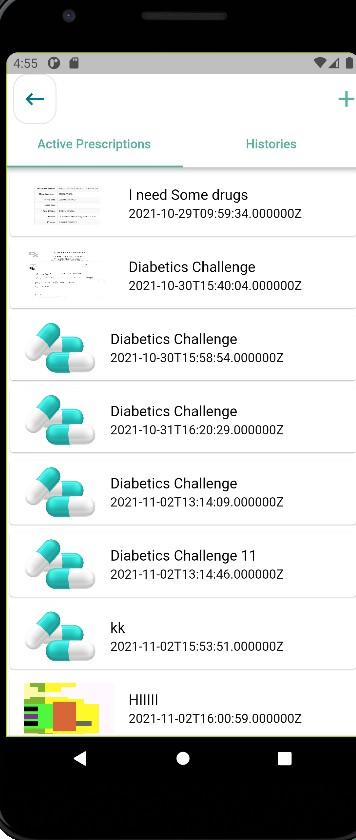 4:55
Active Prescriptions
Histories
I need Some drugs
2021-10-29T09:59:34.000000Z
Diabetics Challenge
2021-10-30T15:40:04.000000Z
Diabetics Challenge
2021-10-30T15:58:54.000000Z
Diabetics Challenge
2021-10-31T16:20:29.000000Z
Diabetics Challenge
2021-11-02T13:14:09.000000Z
Diabetics Challenge 11
2021-11-02T13:14:46.000000Z
kk
2021-11-02T15:53:51.000000Z
HIIIII
2021-11-02T16:00:59.000000Z